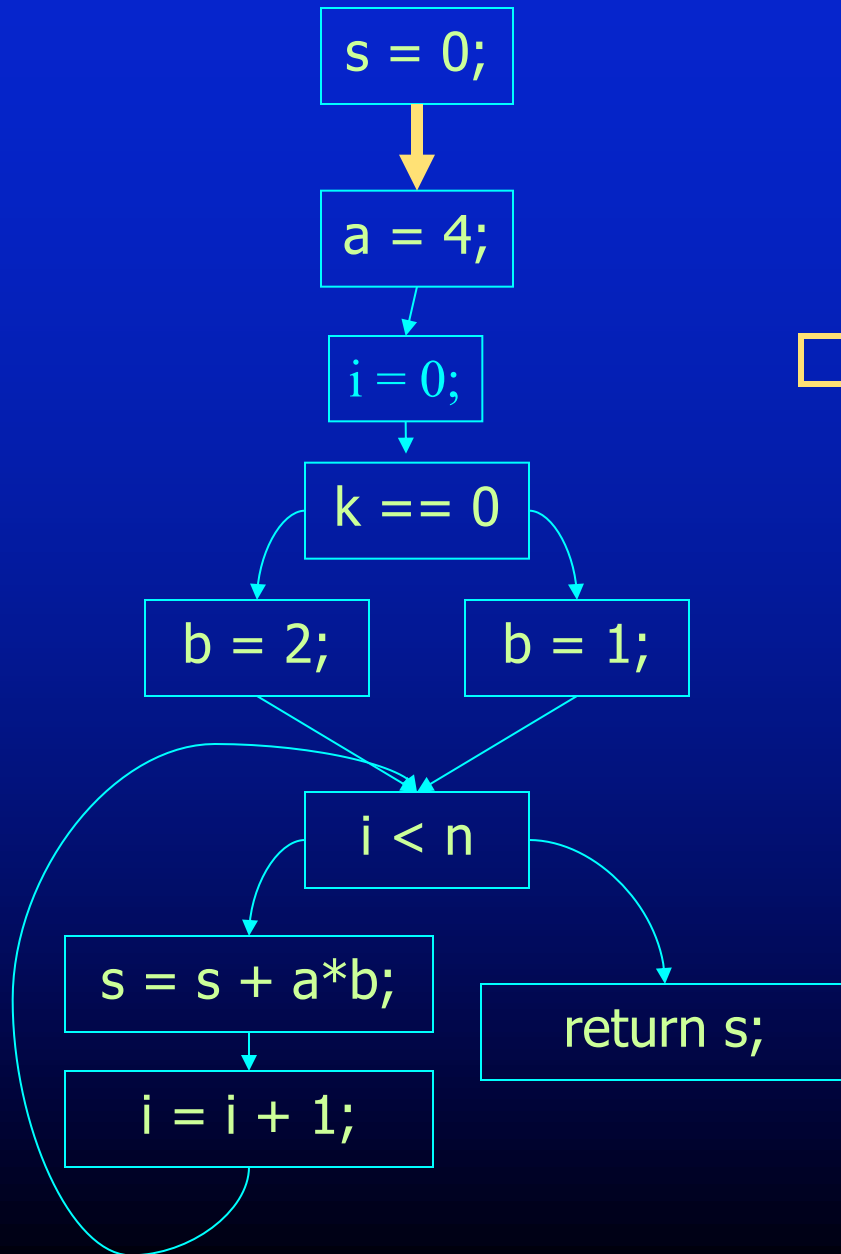 s = 0;
a = 4;
i = 0;
k == 0
b = 2;
b = 1;
i < n
s = s + a*b;
return s;
i = i + 1;